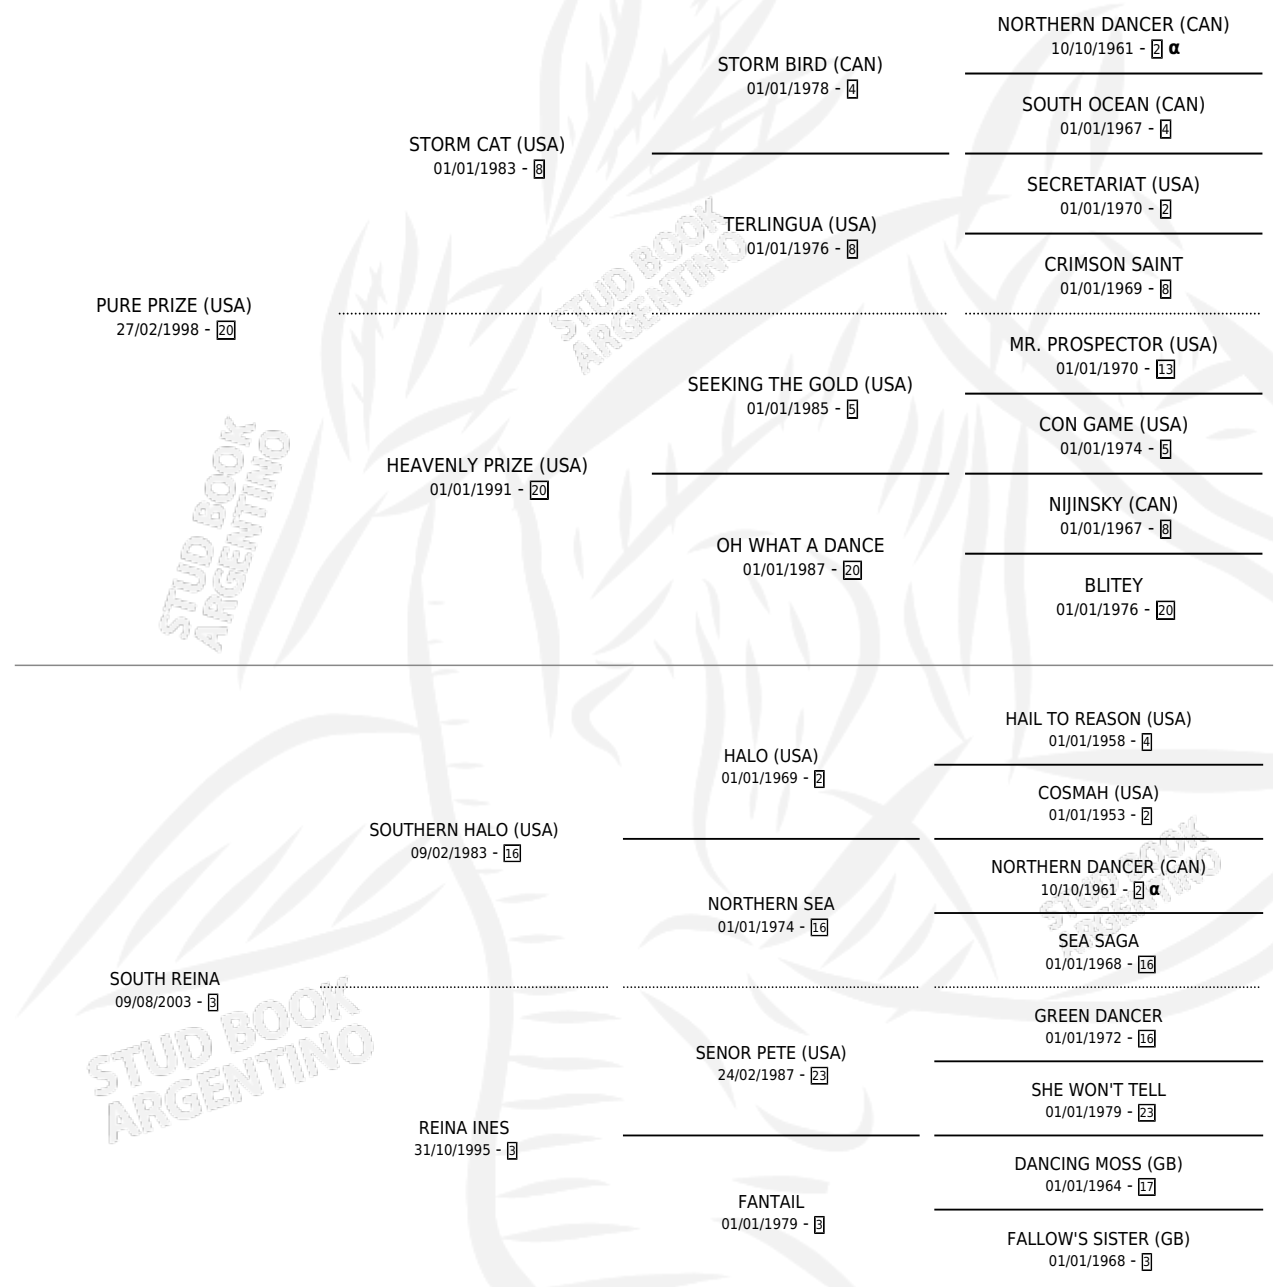 NORTHERN DANCER (CAN)
10/10/1961 - 2 α
STORM BIRD (CAN)
01/01/1978 - 4
SOUTH OCEAN (CAN)
01/01/1967 - 4
STORM CAT (USA)
01/01/1983 - 8
SECRETARIAT (USA)
01/01/1970 - 2
TERLINGUA (USA)
01/01/1976 - 8
CRIMSON SAINT
01/01/1969 - 8
STUD BOOK
ARGENTINO
PURE PRIZE (USA)
27/02/1998 - 20
MR. PROSPECTOR (USA)
01/01/1970 - 13
SEEKING THE GOLD (USA)
01/01/1985 - 5
CON GAME (USA)
01/01/1974 - 5
HEAVENLY PRIZE (USA)
01/01/1991 - 20
NIJINSKY (CAN)
01/01/1967 - 8
OH WHAT A DANCE
01/01/1987 - 20
BLITEY
01/01/1976 - 20
STUD BOOK
ARGENTINO
HAIL TO REASON (USA)
01/01/1958 - 4
HALO (USA)
01/01/1969 - 2
COSMAH (USA)
01/01/1953 - 2
SOUTHERN HALO (USA)
09/02/1983 - 16
NORTHERN DANCER (CAN)
10/10/1961 - 2 α
STUD BOOK
ARGENTINO
NORTHERN SEA
01/01/1974 - 16
SEA SAGA
01/01/1968 - 16
SOUTH REINA
09/08/2003 - 3
STUD BOOK
ARGENTINO
GREEN DANCER
01/01/1972 - 16
SENOR PETE (USA)
24/02/1987 - 23
SHE WON'T TELL
01/01/1979 - 23
REINA INES
31/10/1995 - 3
DANCING MOSS (GB)
01/01/1964 - 17
FANTAIL
01/01/1979 - 3
FALLOW'S SISTER (GB)
01/01/1968 - 3